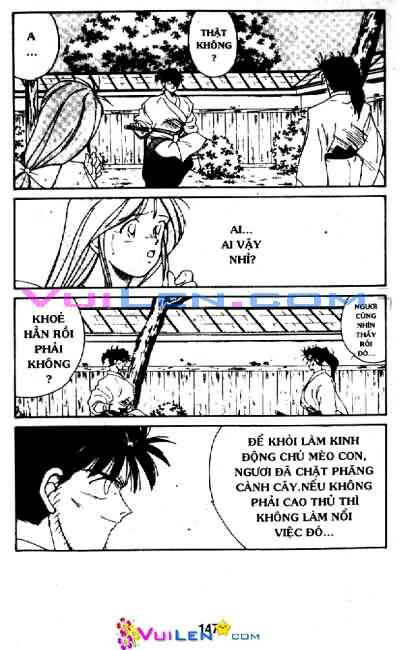 A
...
THẬT
KHÔNG
?
AI...
AI VẬY
NHỈ?
VUILEN.COM
KHOẺ
HẲN RỒI
PHẢI
KHÔNG
?
NGƯƠI
CŨNG
NHÌN
THẤY
RỒI
ĐÓ...
ĐỂ KHỎI LÀM KINH
ĐỘNG CHÚ MÈO CON,
NGƯƠI ĐÃ CHẶT PHĂNG
CÀNH CÂY.NẾU KHÔNG
PHẢI CAO THỦ THÌ
KHÔNG LÀM NỔI
VIỆC ĐÓ...
147
VUILEN.COM